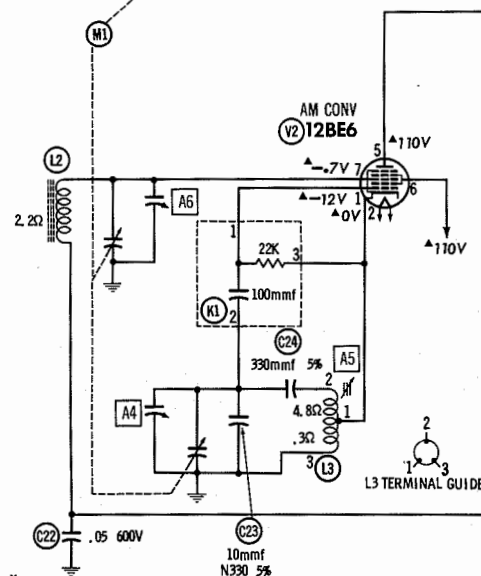 M1
AM CONV
V2 12BE6
5
▲110V
L2
▲-.7V 7
6
▲-12V 1
▲0V
2
A6
2.2Ω
1
22K
3
▲110V
100mmf
K1
2
C24
330mmf 5%
A5
A4
2
4.8Ω
1
.3Ω
2
3
L3
1
3
L3 TERMINAL GUIDE
C22
.05 600V
C23
10mmf
N330 5%